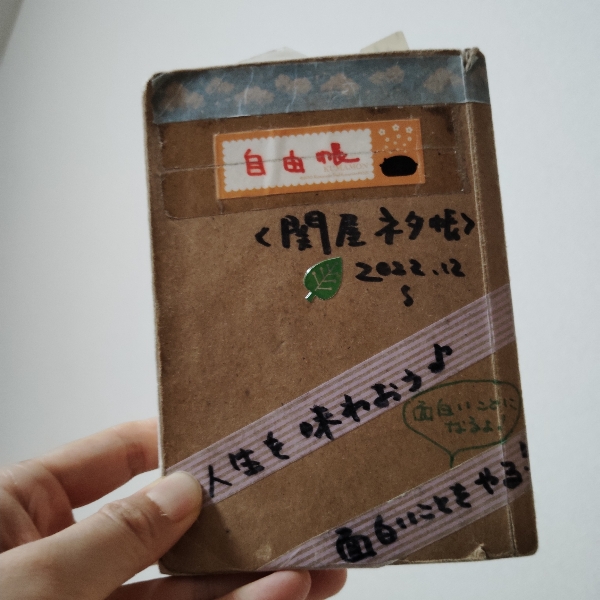 自由帳
<関屋ネタ帳>
2022.12
S
人生を味わおう♪
面白いことに
なるよ!
面白いことをやる!